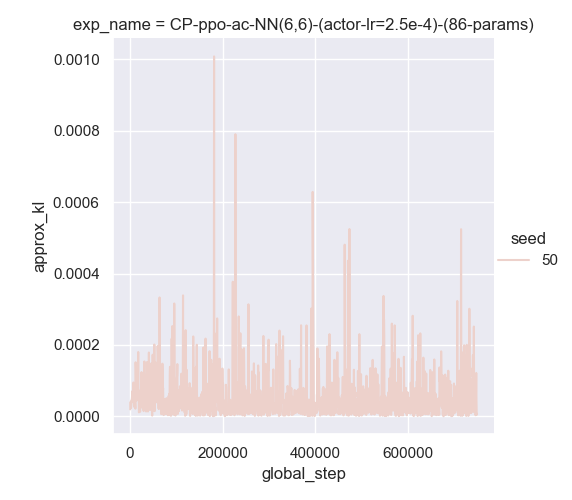 exp_name = CP-ppo-ac-NN(6,6)-(actor-lr=2.5e-4)-(86-params)
0.0010
0.0008
0.0006
0.0004
0.0002
0.0000
approx_kl
0 200000 400000 600000
global_step
seed
50